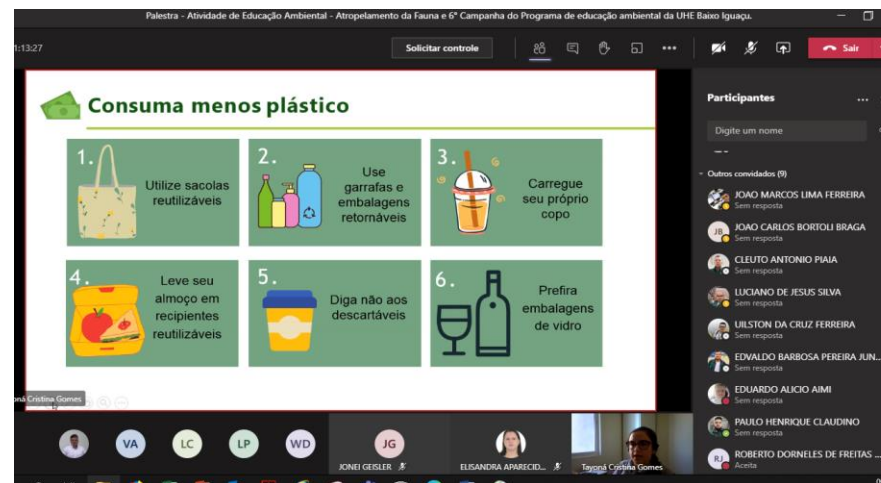 Palestra - Atividade de Educação Ambiental - Atropelamento da Fauna e 6ª Campanha do Programa de educação ambiental da UHE Baixo Iguaçu.
1:13:27
Solicitar controle
Sair
Consuma menos plástico
1.
Utilize sacolas
reutilizáveis
2.
Use
garrafas e
embalagens
retornáveis
3.
Carregue
seu próprio
copo
4.
Leve seu
almoço em
recipientes
reutilizáveis
5.
Diga não aos
descartáveis
6.
Prefira
embalagens
de vidro
oná Cristina Gomes
VA
LC
LP
WD
JG
JONEI GEISLER
ELISANDRA APARECID...
Tayoná Cristina Gomes
Participantes
Digite um nome
Outros convidados (9)
JOAO MARCOS LIMA FERREIRA
Sem resposta
JB
JOAO CARLOS BORTOLI BRAGA
Sem resposta
CLEUTO ANTONIO PIAIA
Sem resposta
LUCIANO DE JESUS SILVA
Sem resposta
UILSTON DA CRUZ FERREIRA
Sem resposta
EDVALDO BARBOSA PEREIRA JUN...
Sem resposta
EDUARDO ALICIO AIMI
Sem resposta
PAULO HENRIQUE CLAUDINO
Sem resposta
RJ
ROBERTO DORNELES DE FREITAS ...
Aceita